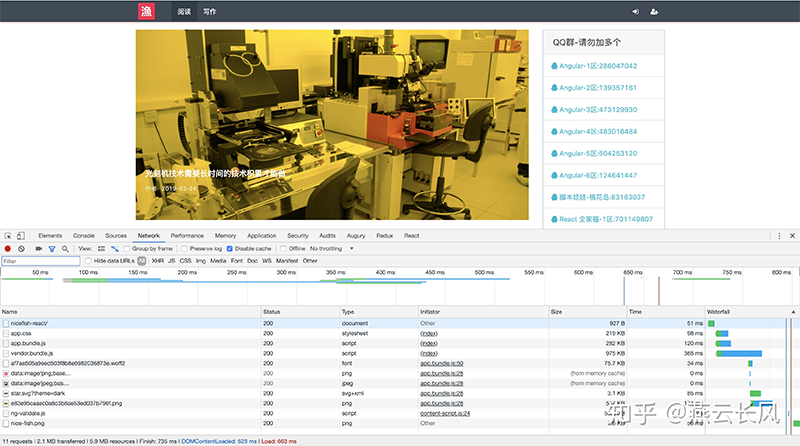 漁 阅读 写作
光刻机技术需要长时间的技术积累才能做
作者 2019-03-24
QQ群-请勿加多个
Angular-1区:286047042
Angular-2区:139357161
Angular-3区:473129930
Angular-4区:483016484
Angular-5区:604253120
Angular-6区:124641447
脚本娃娃-桃花岛:83163037
React 全家福-1区:701149807
Elements Console Sources Network Performance Memory Application Security Audits Augury Redux React
View: Group by frame Preserve log Disable cache Offline No throttling
Filter Hide data URLs All XHR JS CSS Img Media Font Doc WS Manifest Other
50 ms 100 ms 150 ms 200 ms 250 ms 300 ms 350 ms 400 ms 450 ms 500 ms 550 ms 600 ms 650 ms 700 ms 750 ms 800 ms
Name Status Type Initiator Size Time Waterfall
nicefish-react/ 200 document Other 927 B 51 ms
app.css 200 stylesheet (index) 219 KB 98 ms
app.bundle.js 200 script (index) 282 KB 120 ms
vendor.bundle.js 200 script (index) 975 KB 365 ms
200 font app.bundle.js:50 75.7 KB 34 ms
data:image/png;base... 200 png app.bundle.js:28 (from memory cache) 0 ms
data:image/jpeg;bas... 200 jpeg app.bundle.js:28 (from memory cache) 0 ms
star.svg?theme=dark 200 svg+xml app.bundle.js:28 3.1 KB 85 ms
200 png app.bundle.js:28
ng-validate.js 200 script content-script.js:24
nice-fish.png 200 png Other
知乎 @燕云长风
11 requests | 2.1 MB transferred | 5.9 MB resources | Finish: 735 ms | DOMContentLoaded: 628 ms | Load: 663 ms